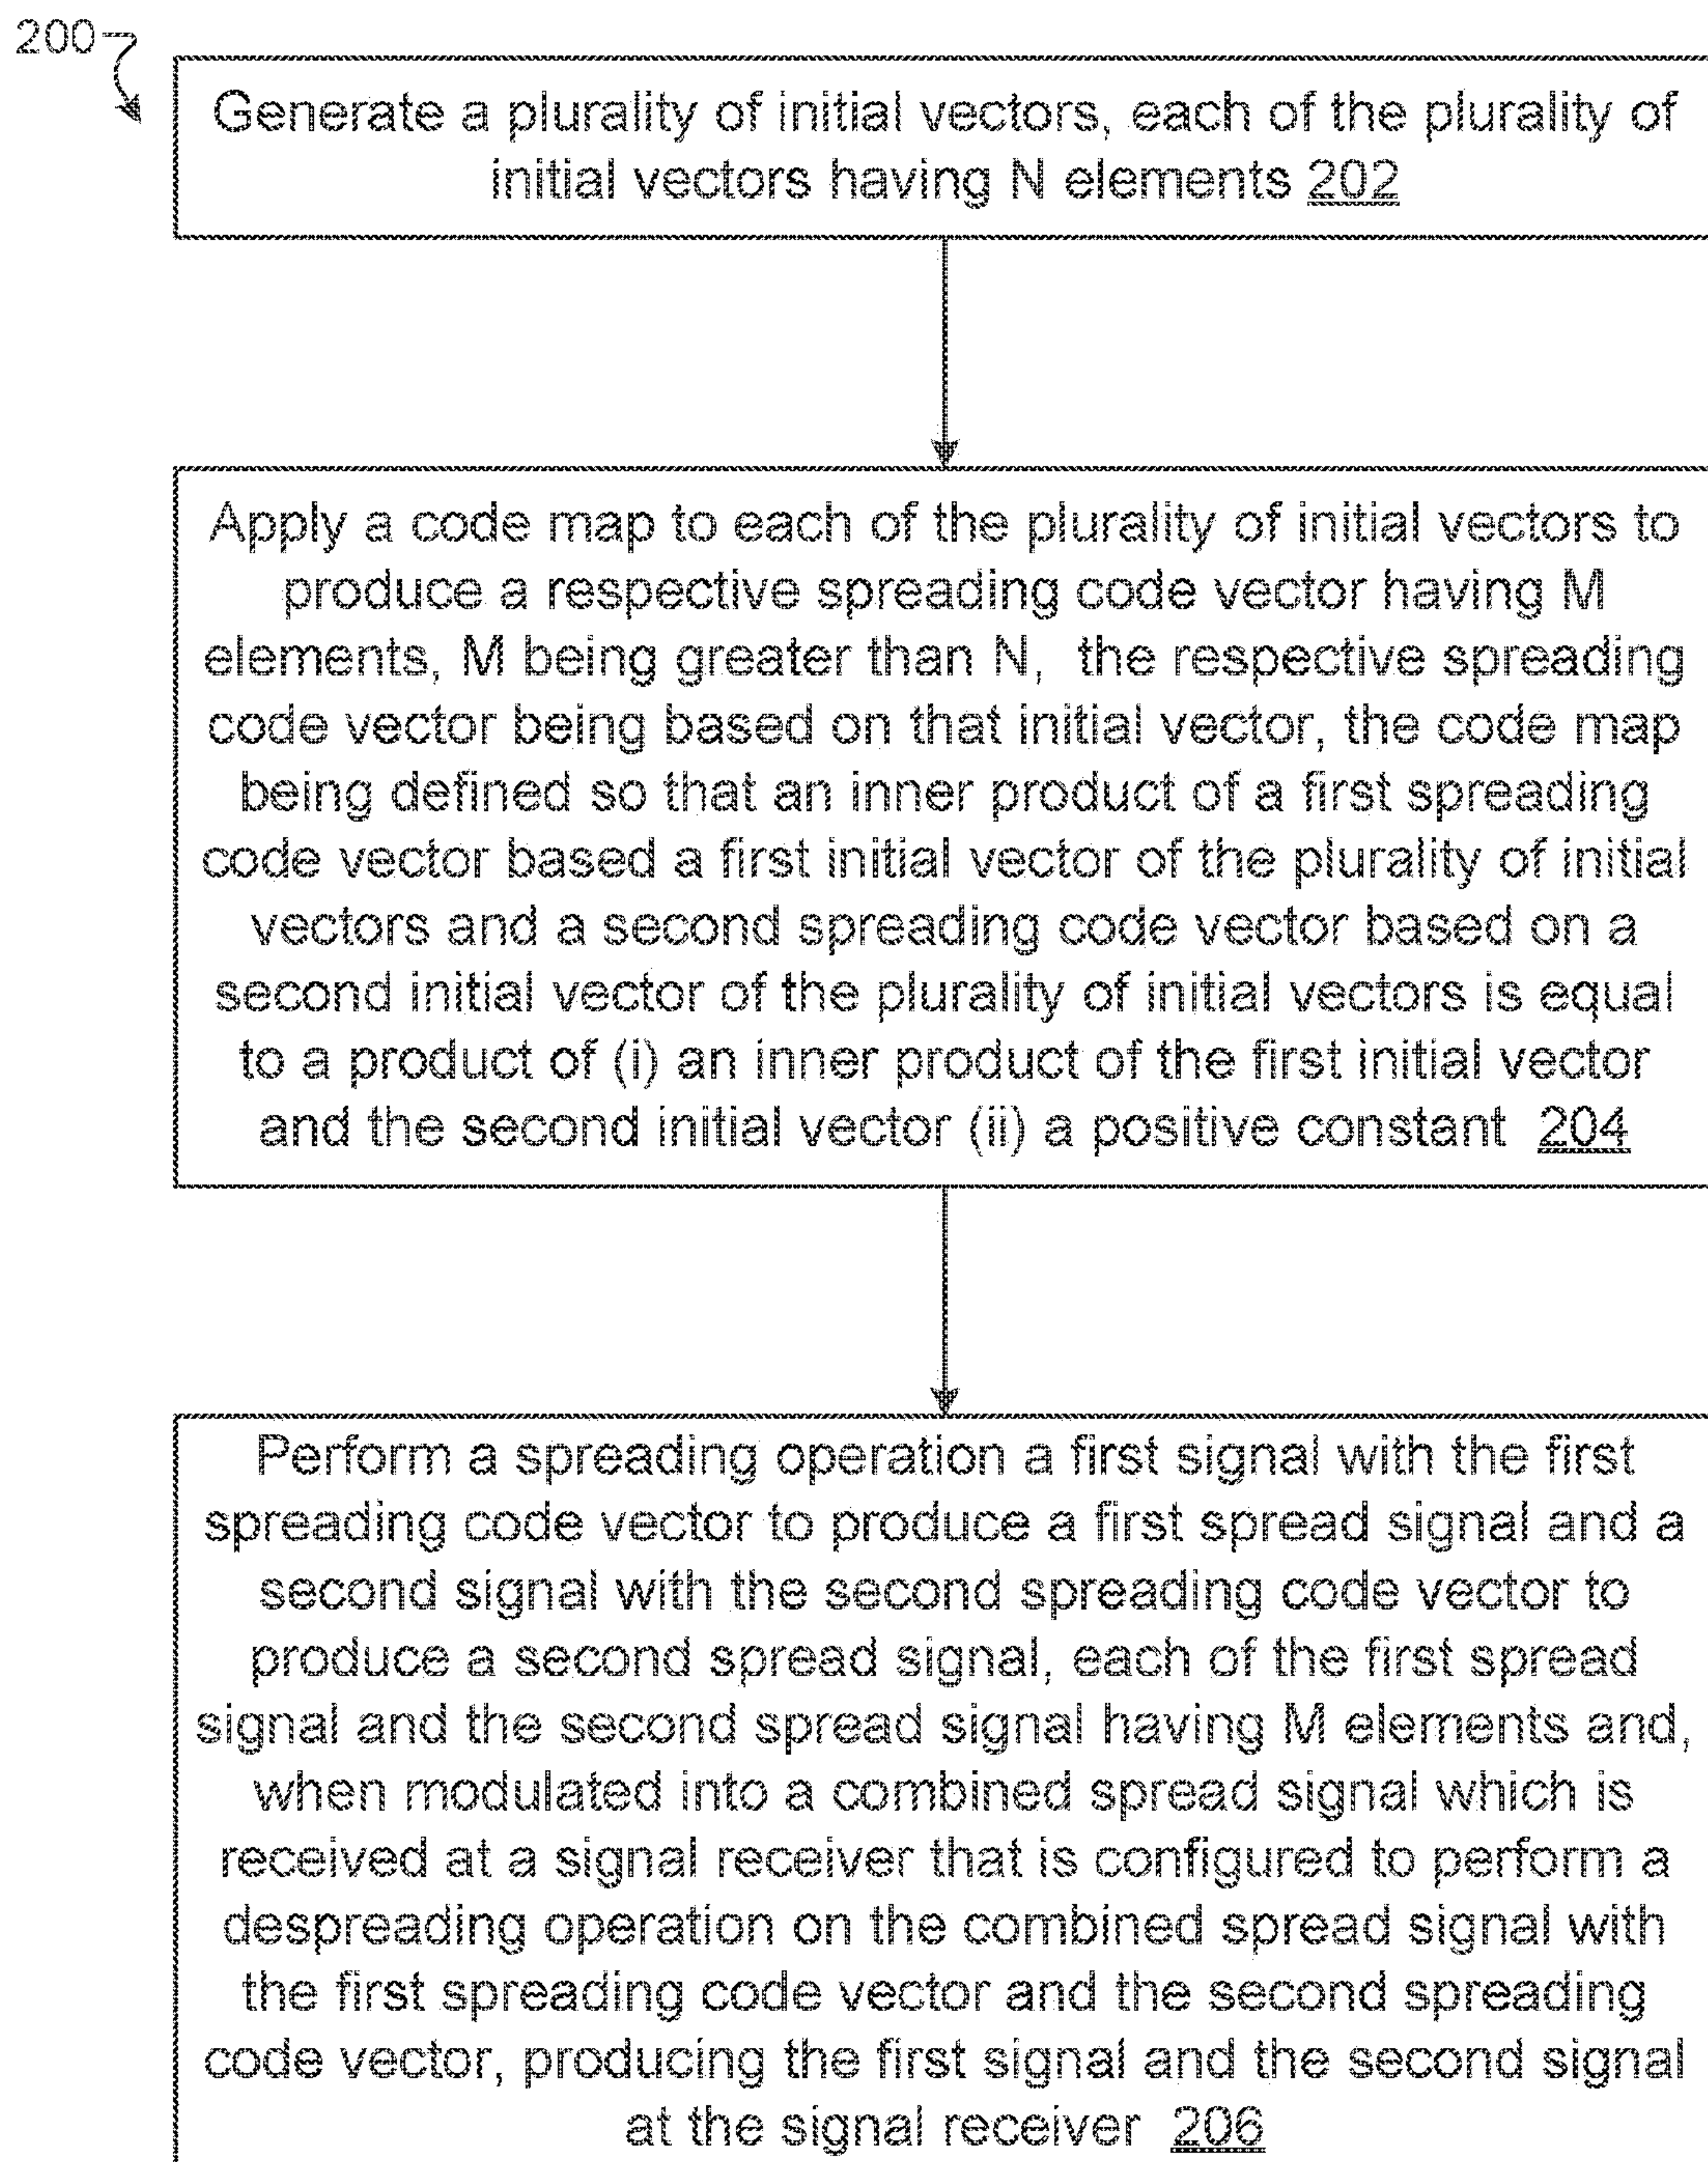 200
Generate a plurality of initial vectors, each of the plurality of
initial vectors having N elements 202
Apply a code map to each of the plurality of initial vectors to
produce a respective spreading code vector having M
elements, M being greater than N, the respective spreading
code vector being based on that initial vector, the code map
being defined so that an inner product of a first spreading
code vector based a first initial vector of the plurality of initial
vectors and a second spreading code vector based on a
second initial vector of the plurality of initial vectors is equal
to a product of (i) an inner product of the first initial vector
and the second initial vector (ii) a positive constant 204
Perform a spreading operation a first signal with the first
spreading code vector to produce a first spread signal and a
second signal with the second spreading code vector to
produce a second spread signal, each of the first spread
signal and the second spread signal having M elements and,
when modulated into a combined spread signal which is
received at a signal receiver that is configured to perform a
despreading operation on the combined spread signal with
the first spreading code vector and the second spreading
code vector, producing the first signal and the second signal
at the signal receiver 206